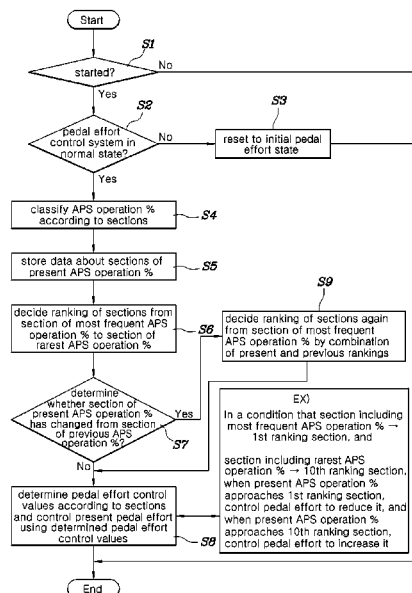 Start
S1
started?
No
Yes
S2
pedal effort
control system in
normal state?
No
S3
reset to initial pedal
effort state
Yes
classify APS operation %
according to sections
S4
store data about sections of
present APS operation %
S5
decide ranking of sections from
section of most frequent APS
operation % to section of
rarest APS operation %
S6
S9
decide ranking of sections again
from section of most frequent
APS operation % by combination
of present and previous rankings
determine
whether section of
present APS operation %
has changed from section
of previous APS
operation %?
Yes
S7
No
EX)
In a condition that section including
most frequent APS operation % →
1st ranking section, and
section including rarest APS
operation % → 10th ranking section,
when present APS operation %
approaches 1st ranking section,
control pedal effort to reduce it, and
when present APS operation %
approaches 10th ranking section,
control pedal effort to increase it
determine pedal effort control
values according to sections
and control present pedal effort
using determined pedal effort
control values
S8
End